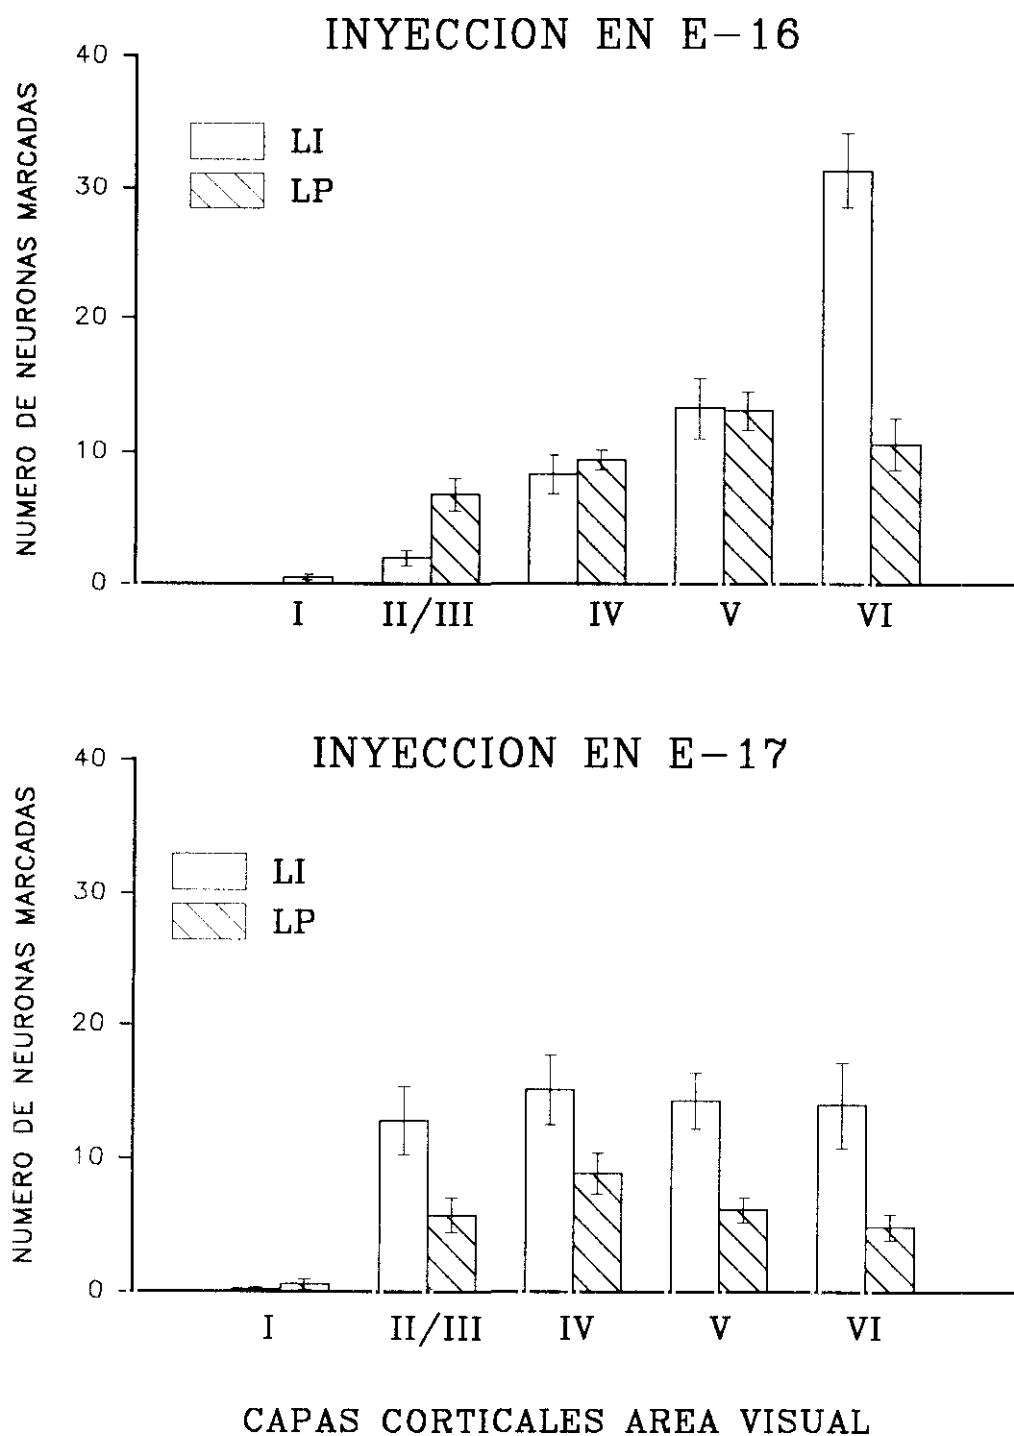 INYECCION EN E-16
NUMERO DE NEURONAS MARCADAS
40
30
20
10
0
LI
LP
I II/III IV V VI
INYECCION EN E-17
NUMERO DE NEURONAS MARCADAS
40
30
20
10
0
LI
LP
I II/III IV V VI
CAPAS CORTICALES AREA VISUAL